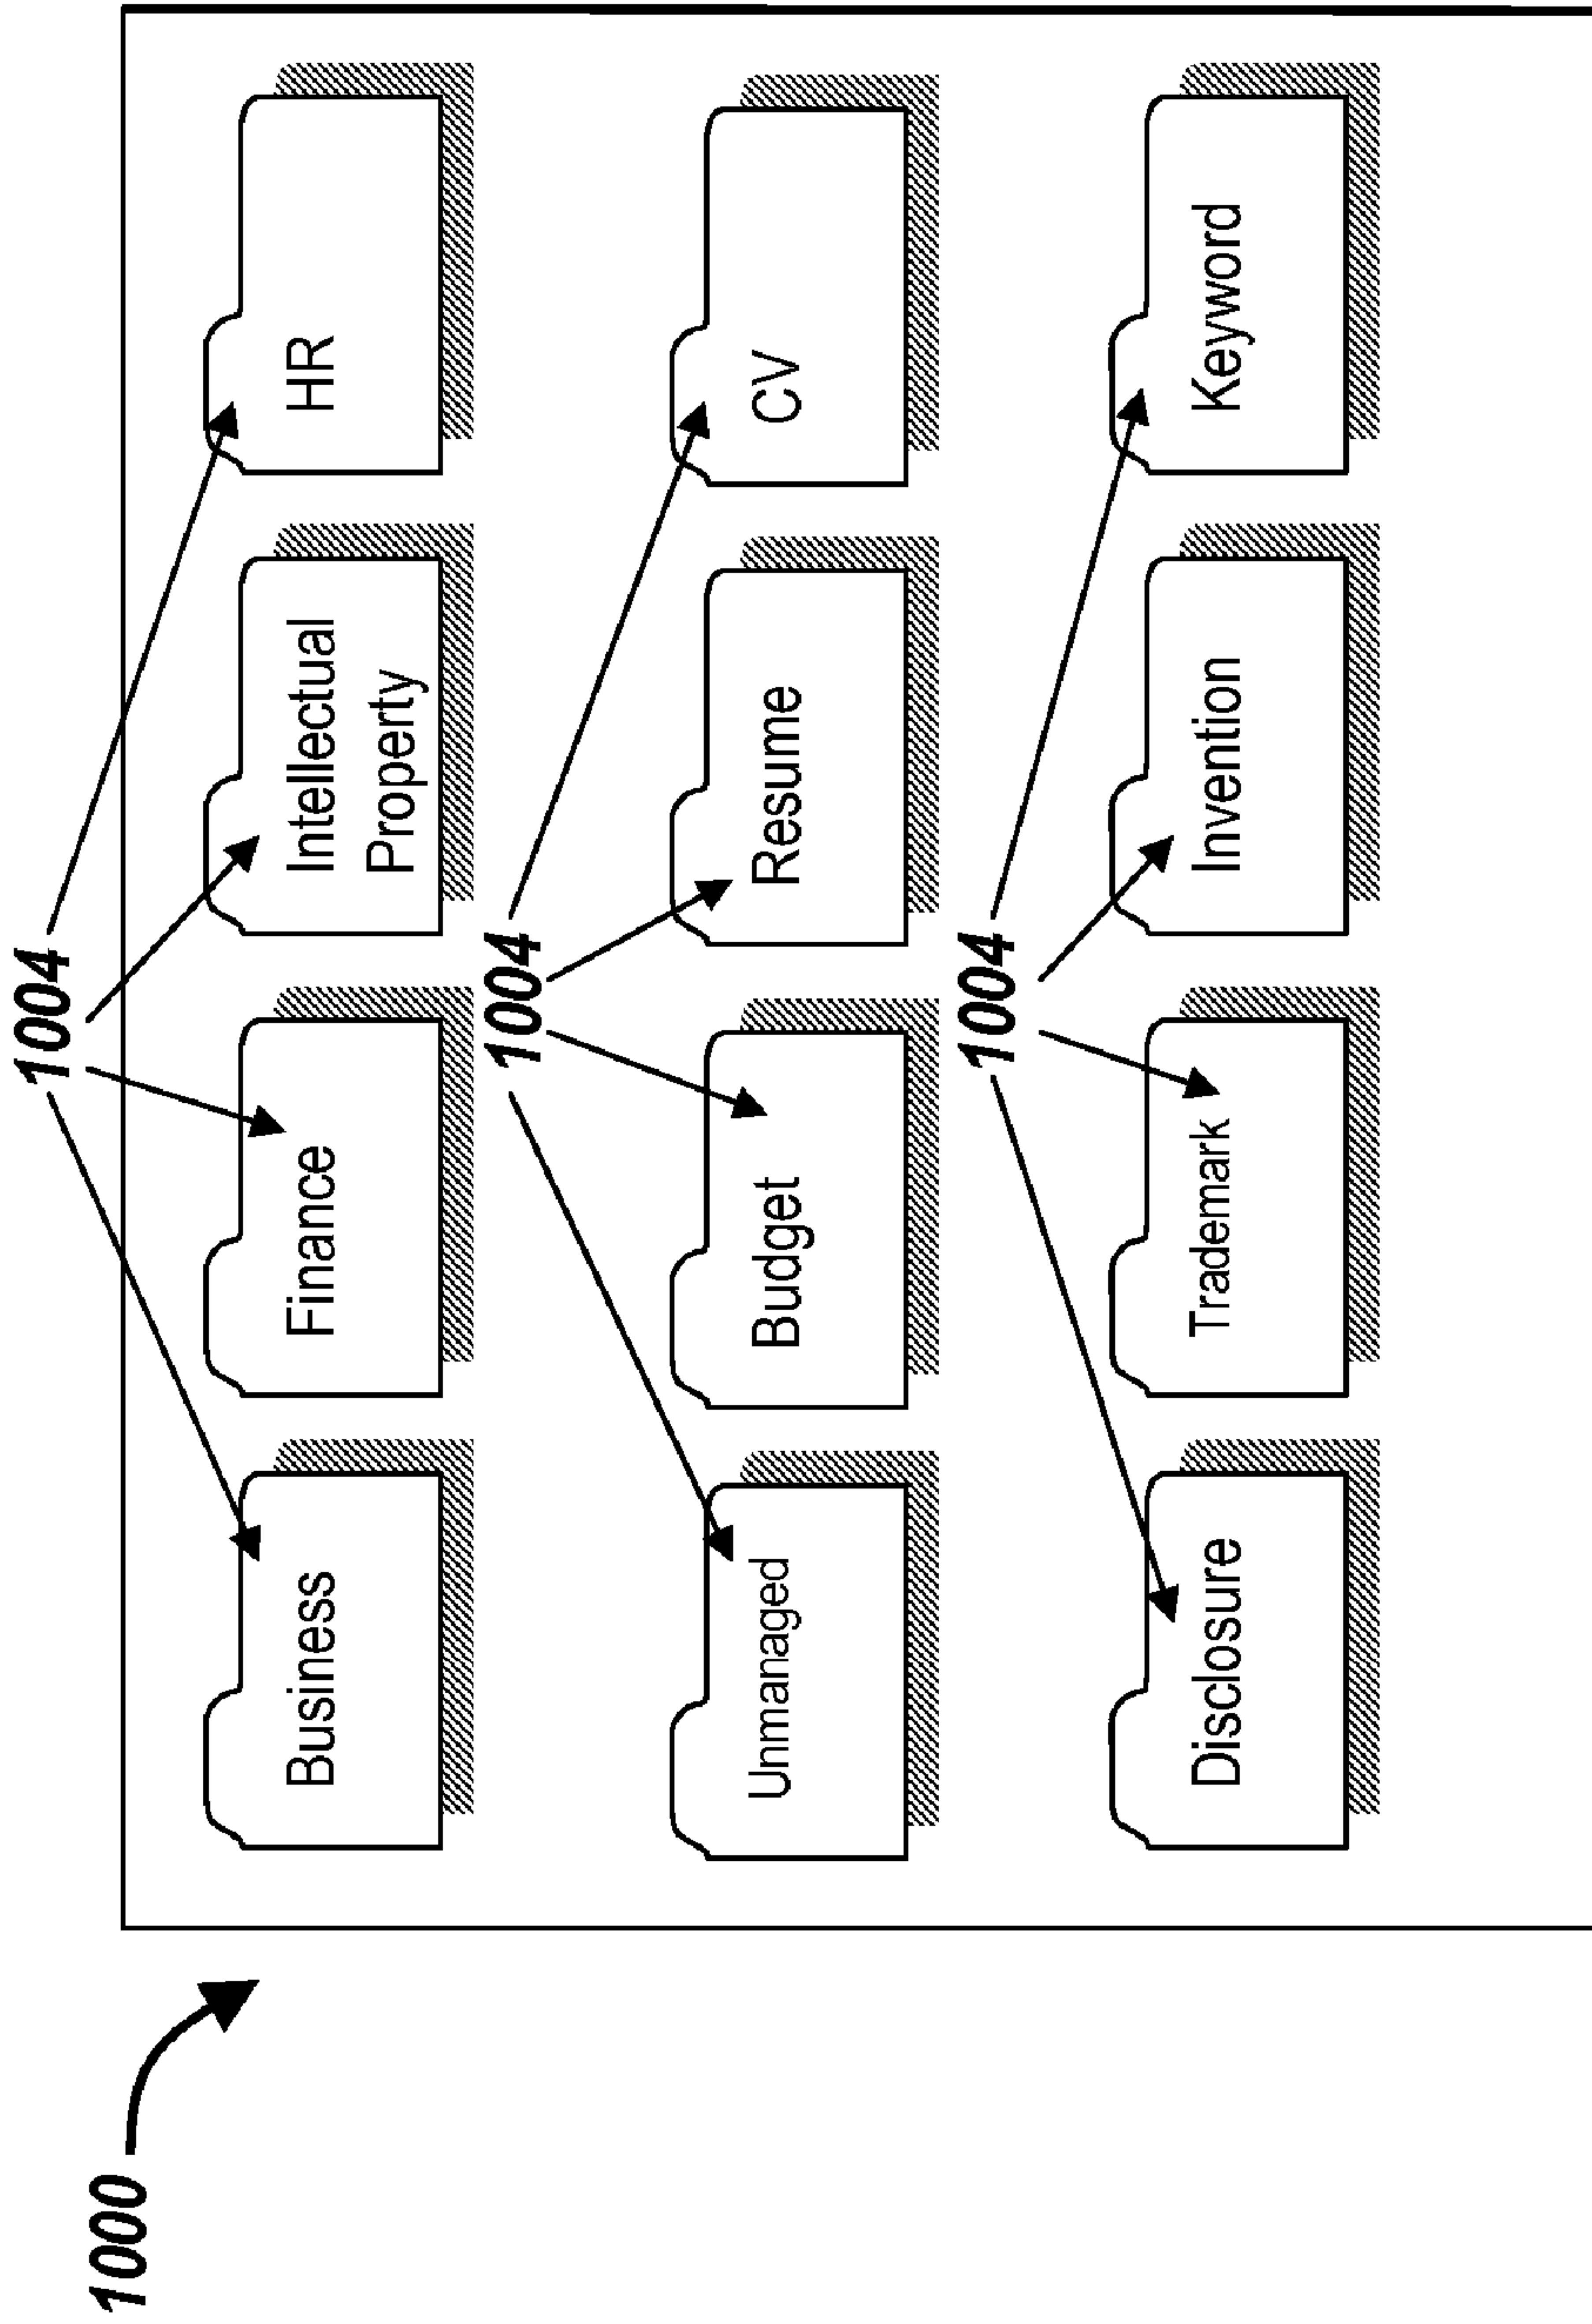 1000
1004
Business
Finance
Intellectual
Property
HR
1004
Unmanaged
Budget
Resume
CV
1004
Disclosure
Trademark
Invention
Keyword